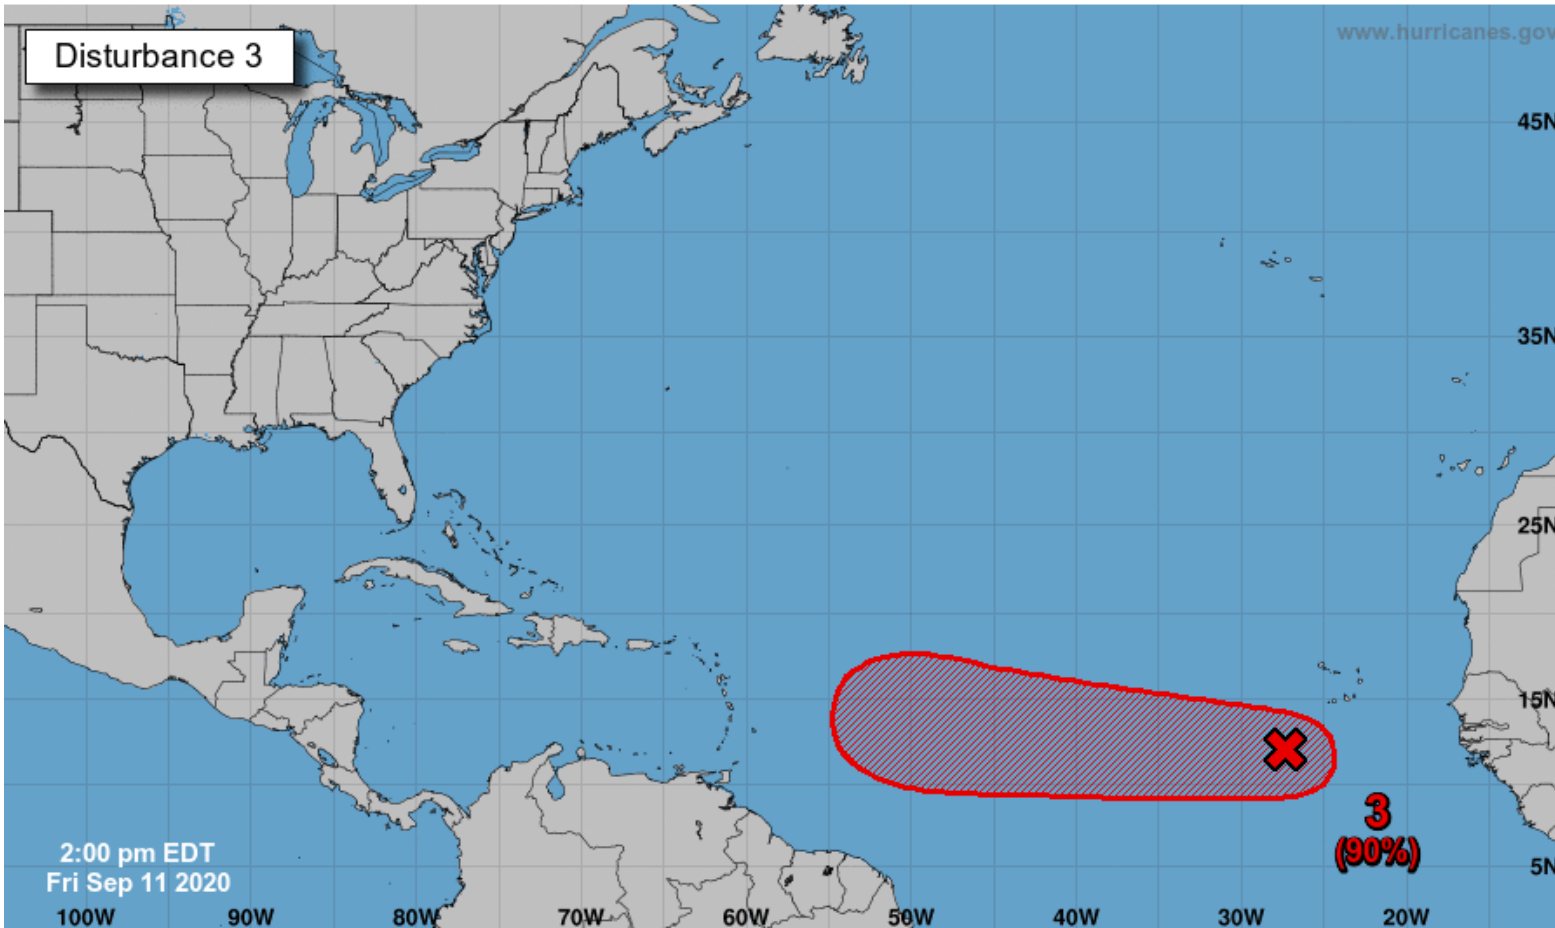 Disturbance 3
www.hurricanes.gov
45N
35N
25N
15N
3
(90%)
2:00 pm EDT
Fri Sep 11 2020
5N
100W 90W 80W 70W 60W 50W 40W 30W 20W